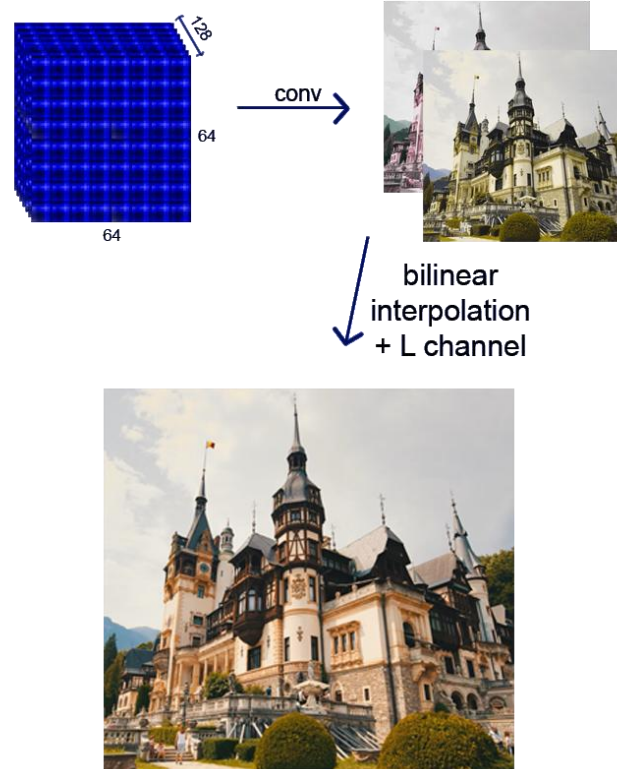 128
conv
64
64
bilinear
interpolation
+ L channel